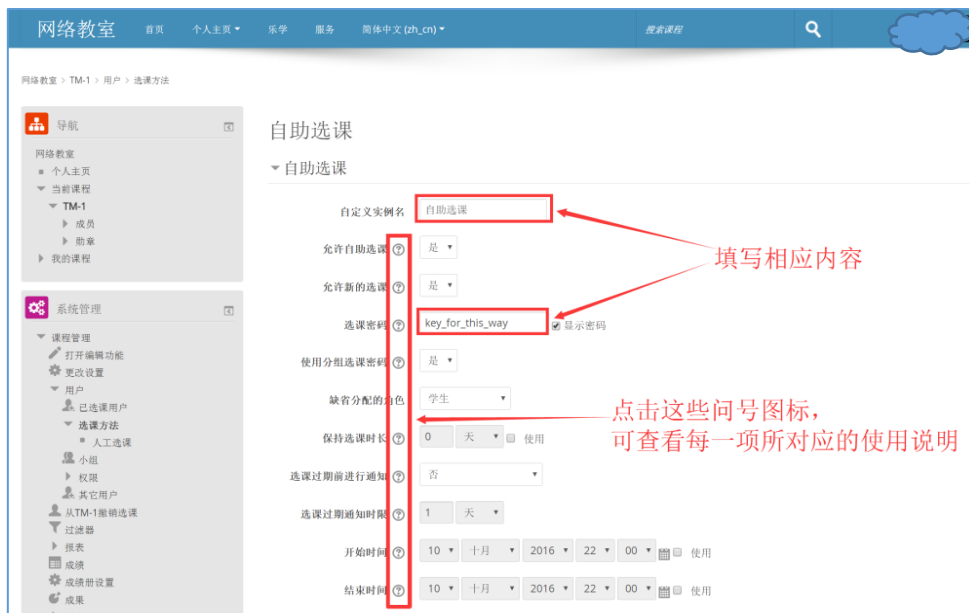 网络教室 首页 个人主页 乐学 服务 简体中文 (zh_cn) 搜索课程
网络教室 > TM-1 > 用户 > 选课方法
导航
网络教室
个人主页
当前课程
TM-1
成员
勋章
我的课程
系统管理
课程管理
打开编辑功能
更改设置
用户
已选课用户
选课方法
人工选课
小组
权限
其它用户
从TM-1撤销选课
过滤器
报表
成绩
成绩册设置
成果
自助选课
自助选课
自定义实例名 自助选课
允许自助选课 是
允许新的选课 是
选课密码 key_for_this_way 显示密码
使用分组选课密码 是
缺省分配的角色 学生
保持选课时长 0 天 使用
选课过期前进行通知 否
选课过期通知时限 1 天
开始时间 10 十月 2016 22 00 使用
结束时间 10 十月 2016 22 00 使用
填写相应内容
点击这些问号图标，
可查看每一项所对应的使用说明